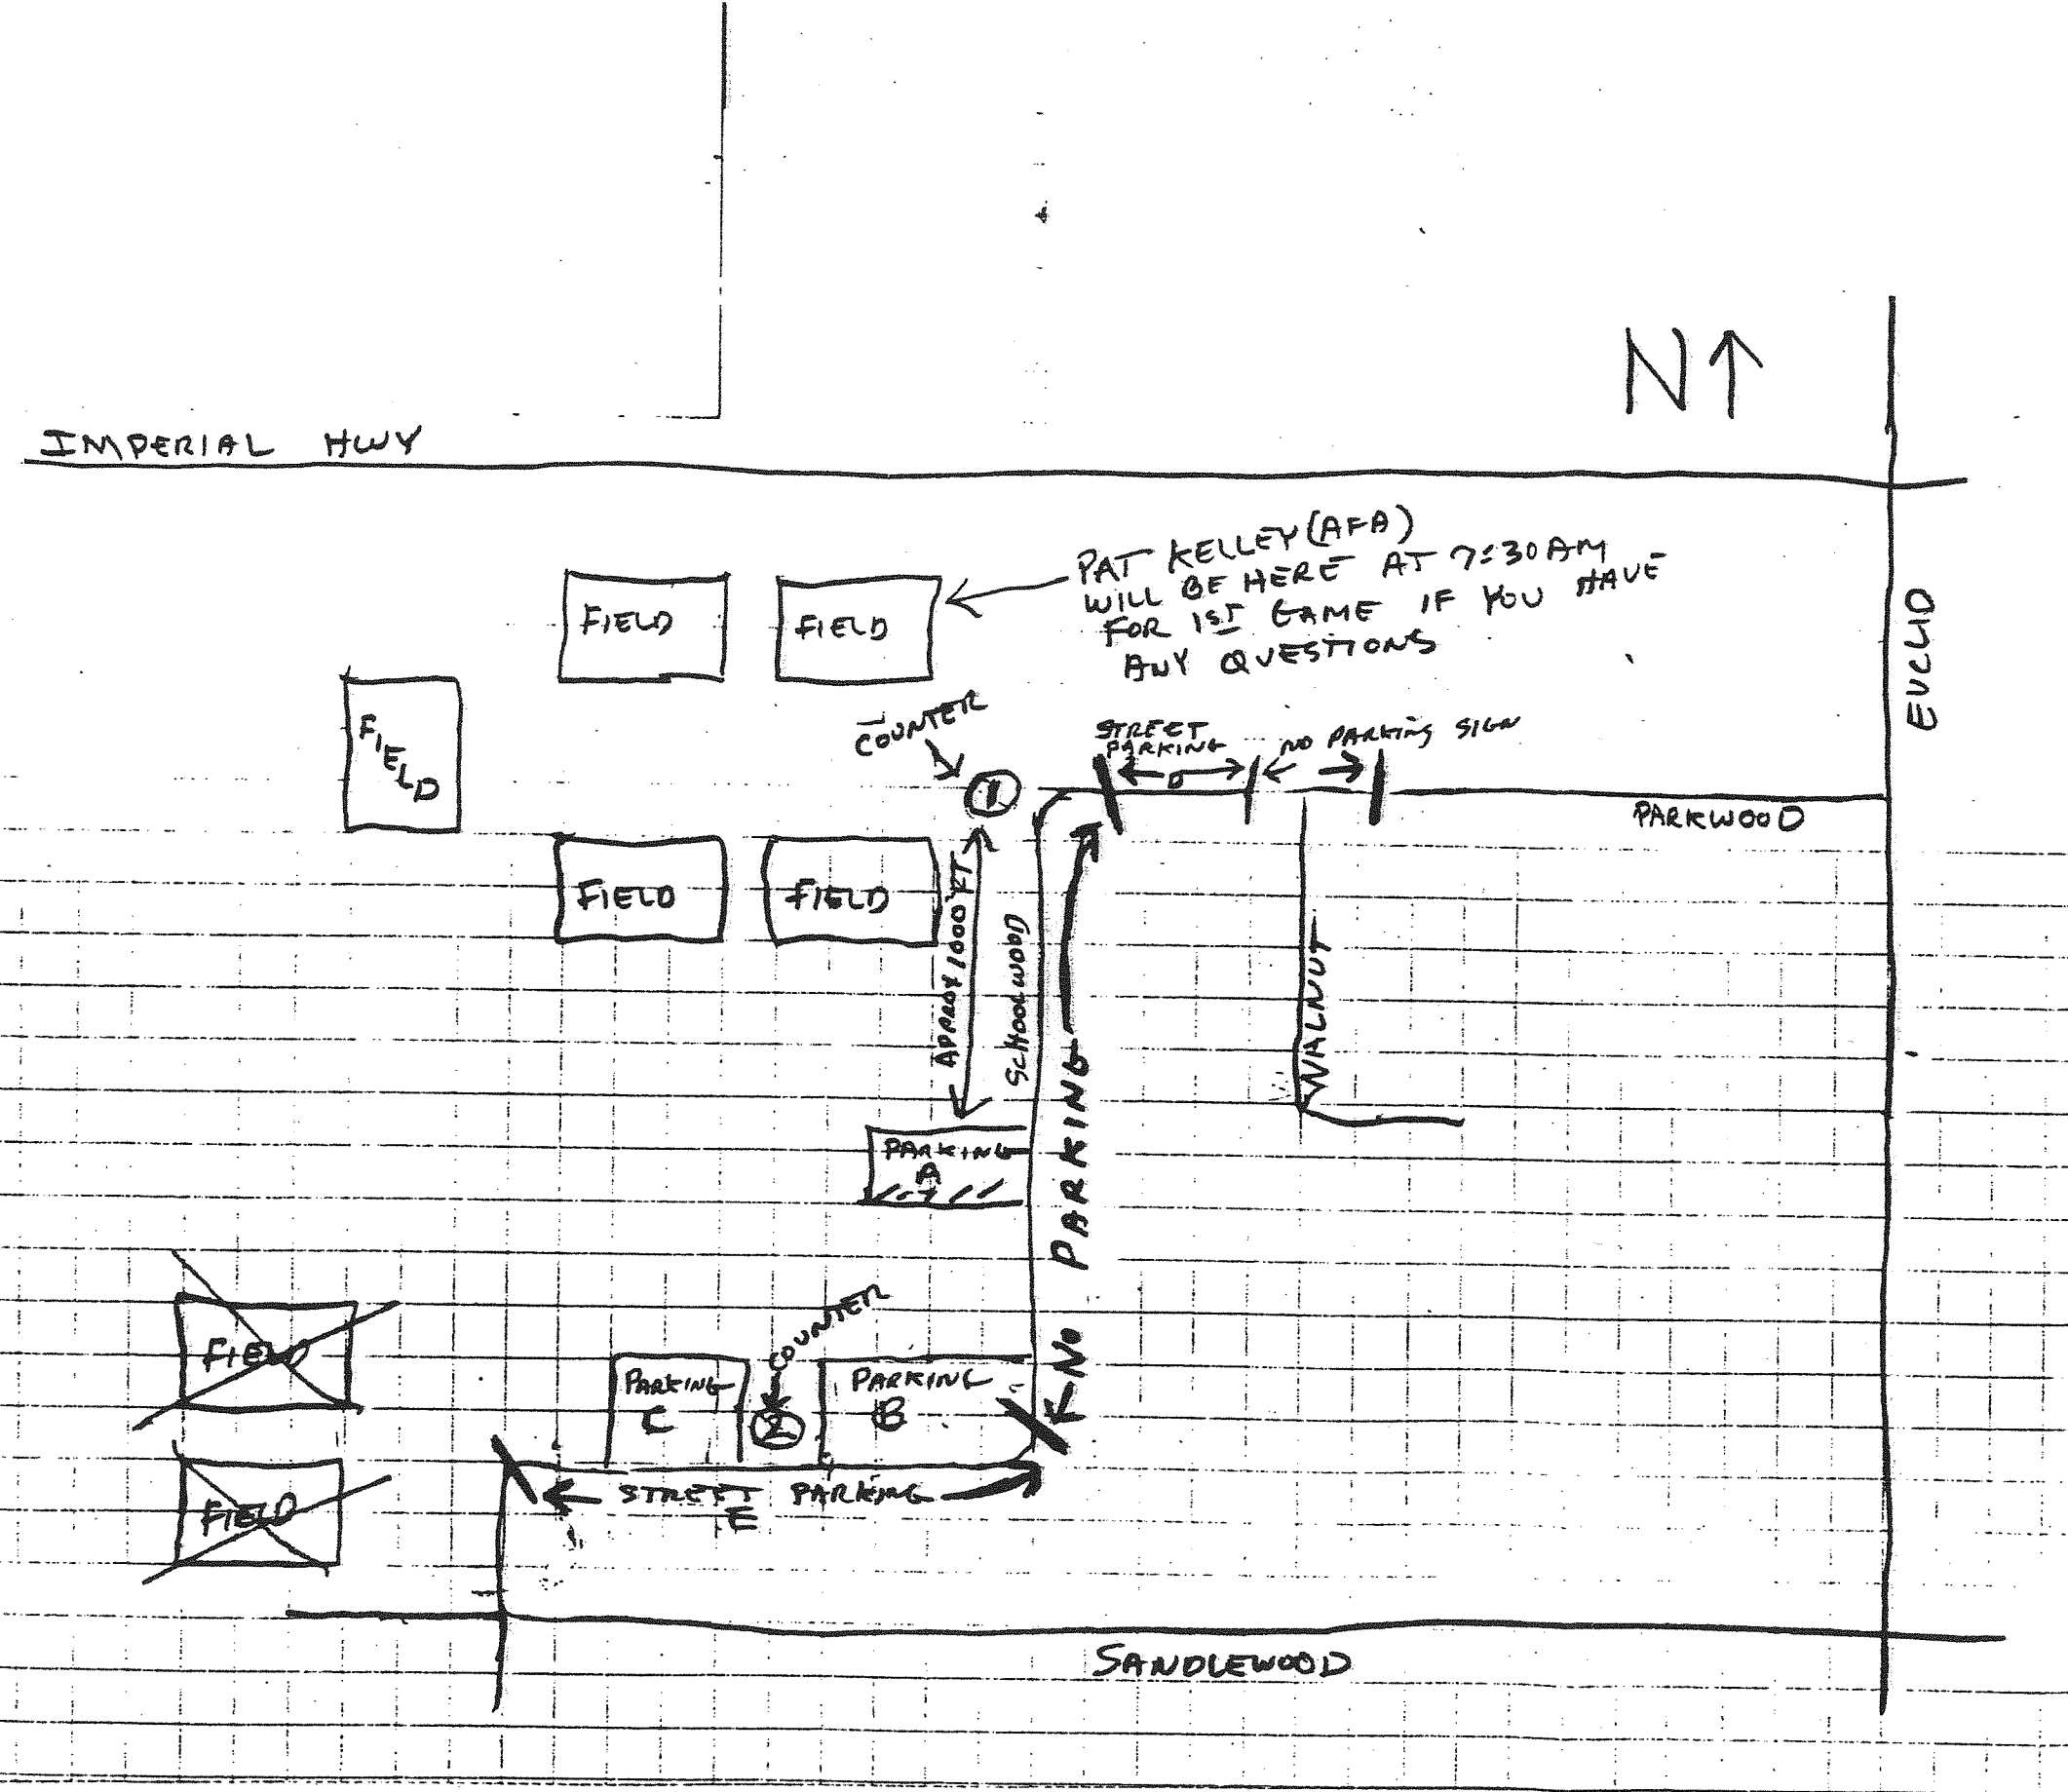 N
IMPERIAL HWY
PAT KELLEY (AFA)
WILL BE HERE AT 7:30 AM
FOR 1ST GAME IF YOU HAVE
ANY QUESTIONS
EUCLID
FIELD
FIELD
FIELD
COUNTER
1
STREET
PARKING
D
NO PARKING SIGN
PARKWOOD
FIELD
FIELD
APPROX 1000 FT
SCHOOLWOOD
NO PARKING
WALNUT
PARKING
A
FIELD
COUNTER
2
PARKING
C
PARKING
B
STREET PARKING
E
FIELD
SANDLEWOOD